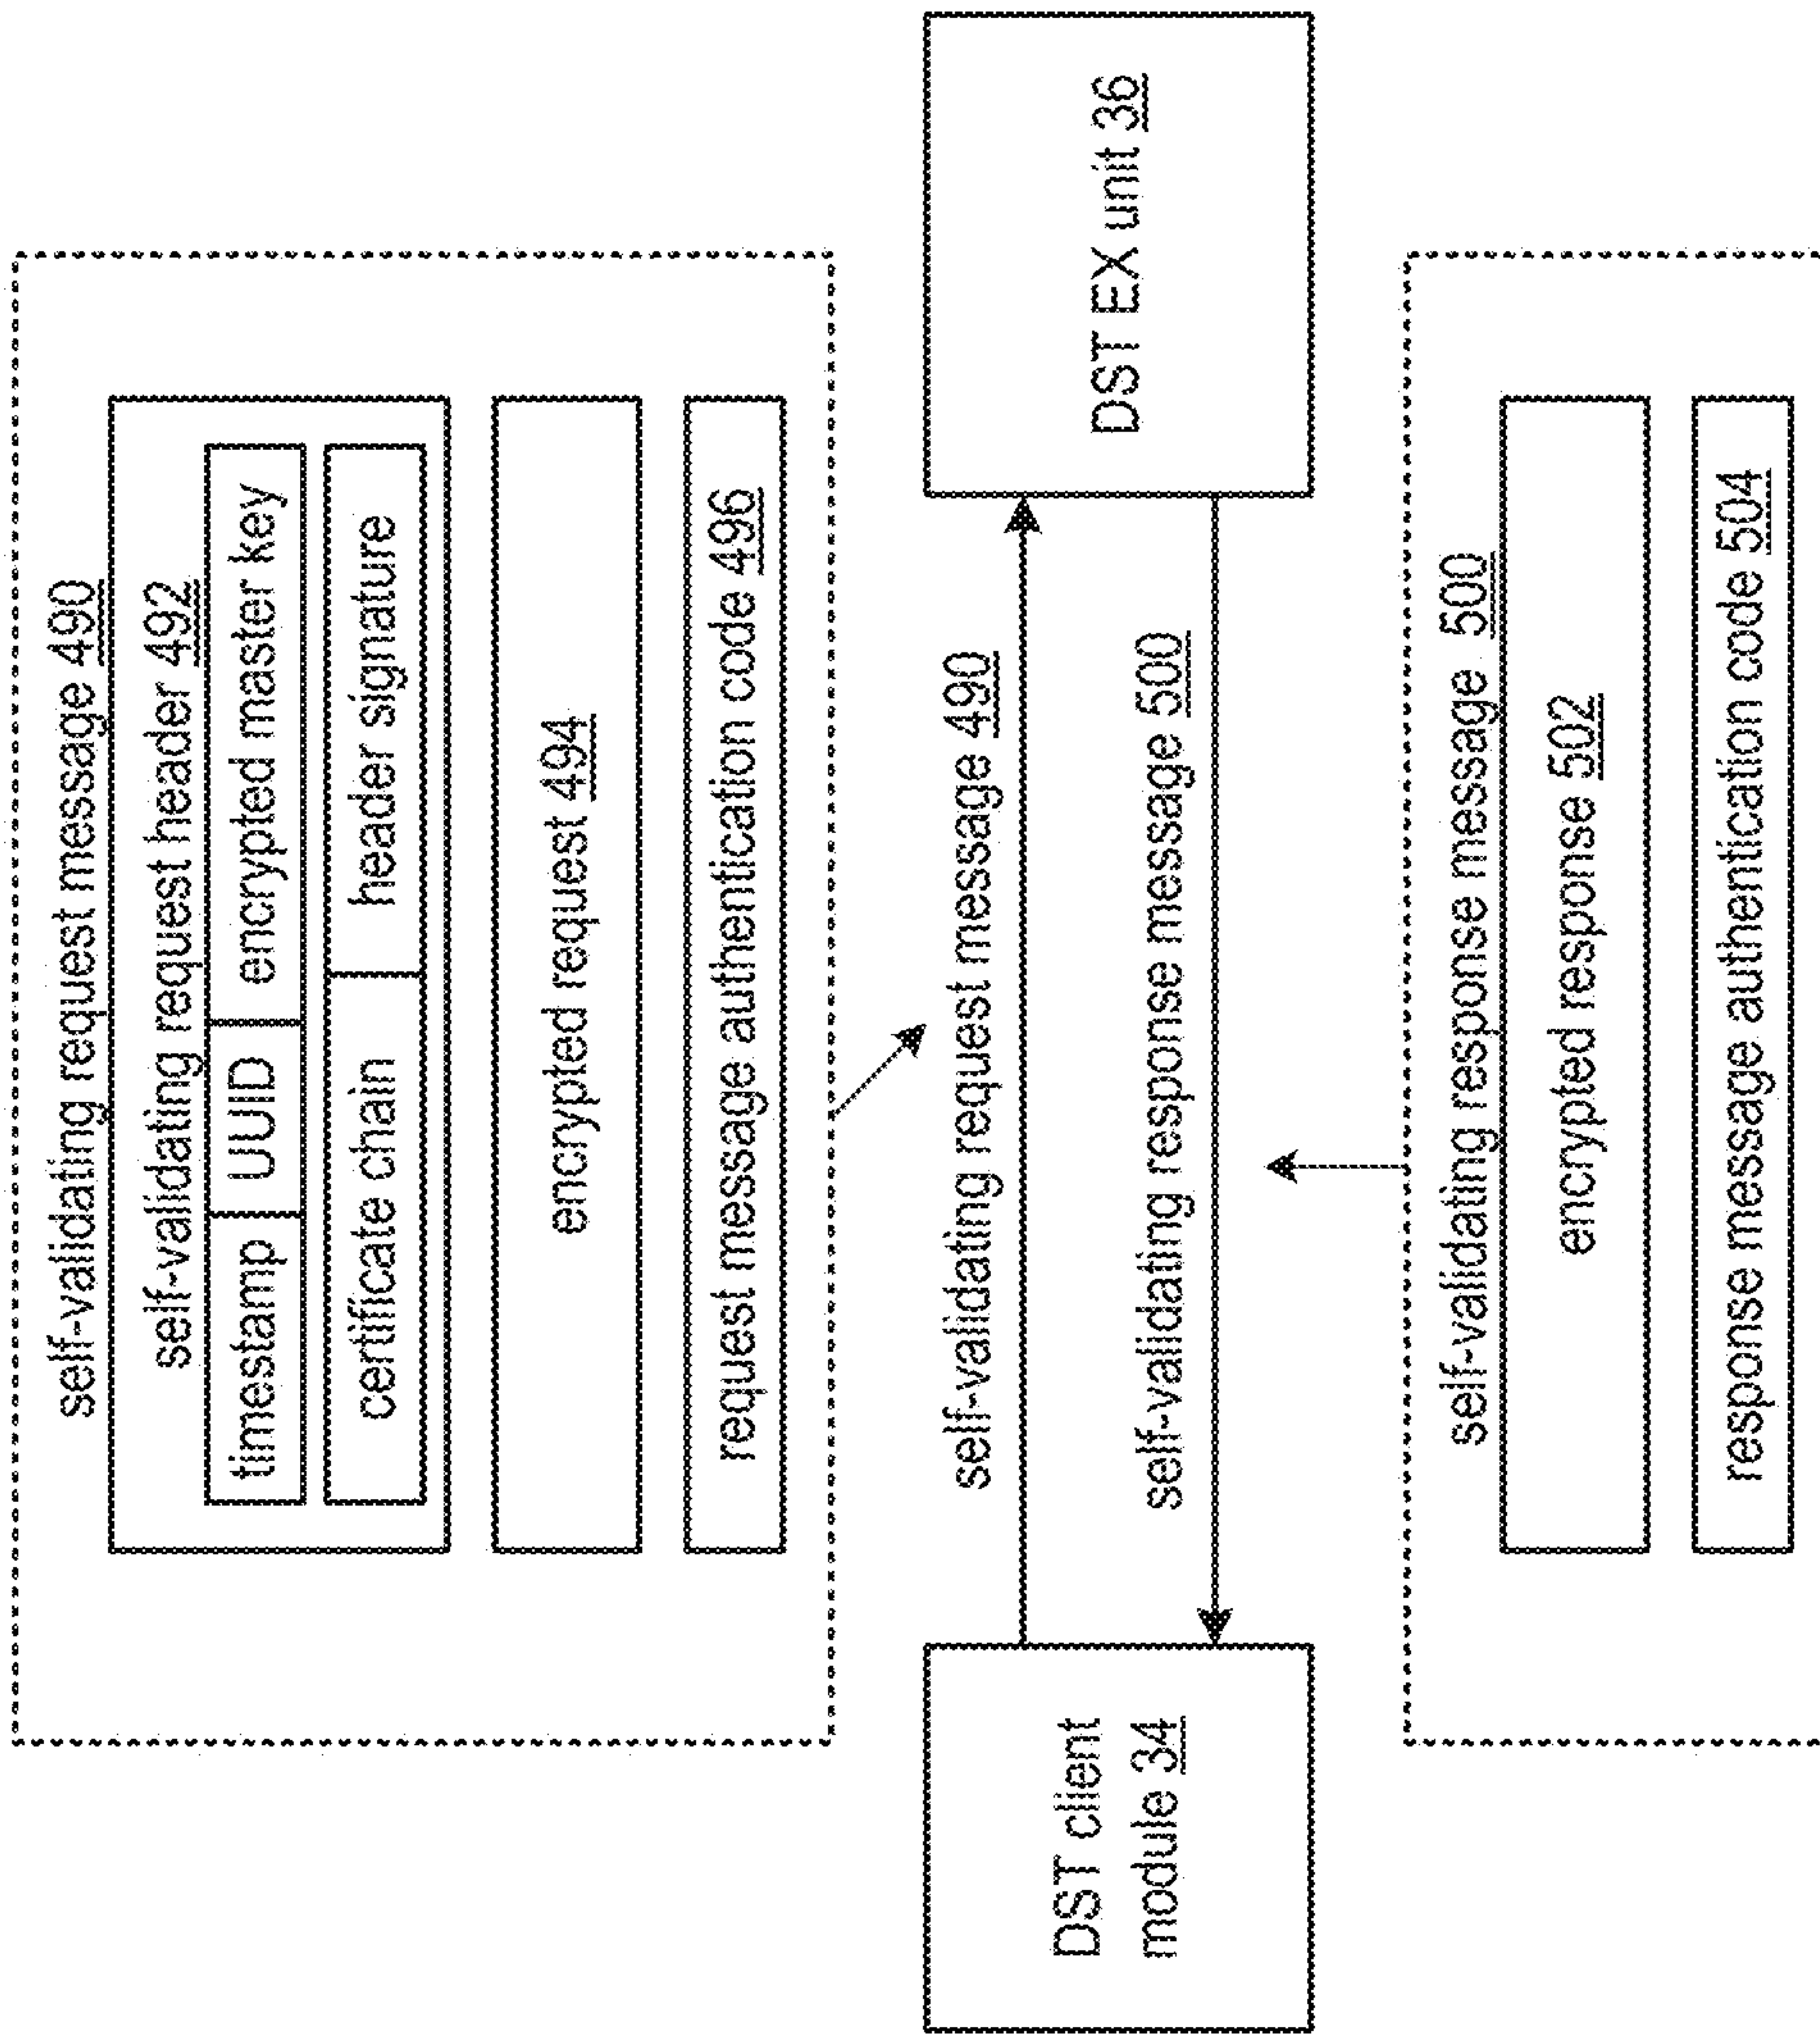 self-validating request message 490
self-validating request header 492
timestamp UUID encrypted master key
certificate chain header signature
encrypted request 494
request message authentication code 496
DST client
module 34
self-validating request message 490
self-validating response message 500
DST EX unit 36
self-validating response message 500
encrypted response 502
response message authentication code 504